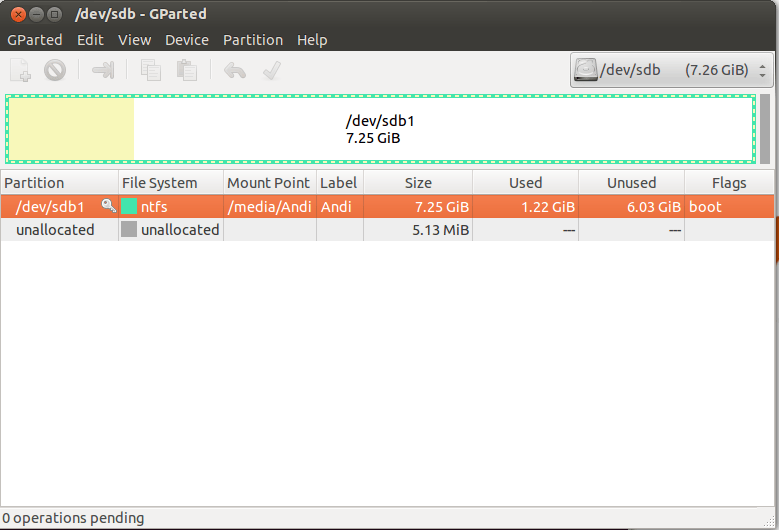 /dev/sdb - GParted
GParted Edit View Device Partition Help
/dev/sdb (7.26 GiB)
/dev/sdb1
7.25 GiB
Partition File System Mount Point Label Size Used Unused Flags
/dev/sdb1 ntfs /media/Andi Andi 7.25 GiB 1.22 GiB 6.03 GiB boot
unallocated unallocated 5.13 MiB --- ---
0 operations pending